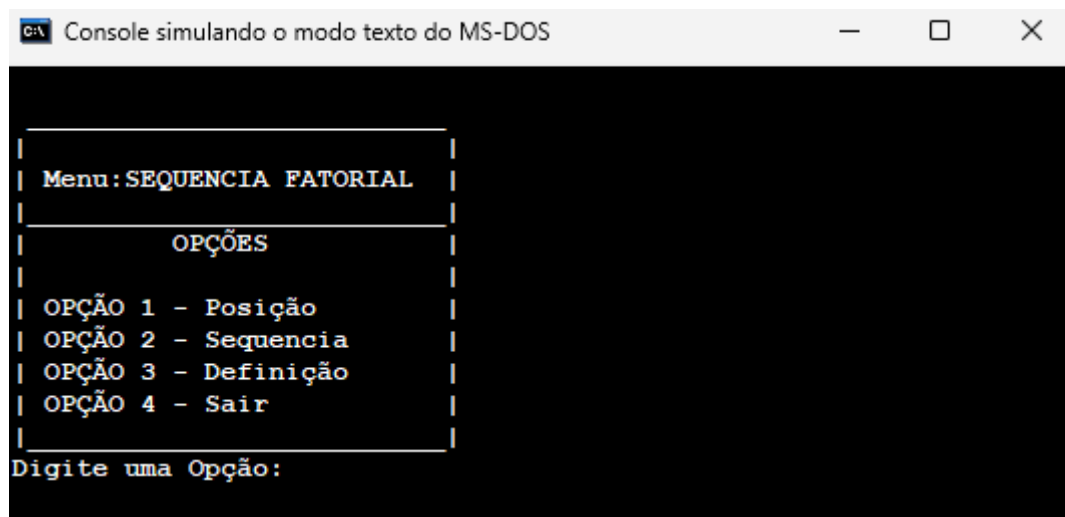 Console simulando o modo texto do MS-DOS
Menu:SEQUENCIA FATORIAL
OPÇÕES
OPÇÃO 1 - Posição
OPÇÃO 2 - Sequencia
OPÇÃO 3 - Definição
OPÇÃO 4 - Sair
Digite uma Opção: